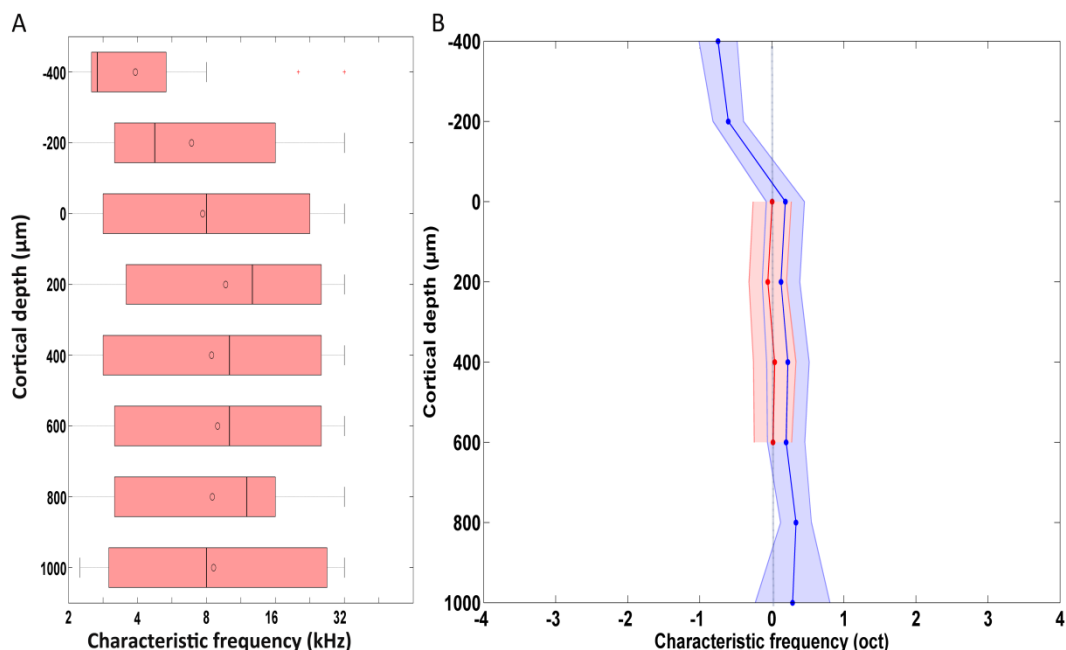 A
Cortical depth (µm)
-400
-200
0
200
400
600
800
1000
2 4 8 16 32
Characteristic frequency (kHz)
B
Cortical depth (µm)
-400
-200
0
200
400
600
800
1000
-4 -3 -2 -1 0 1 2 3 4
Characteristic frequency (oct)